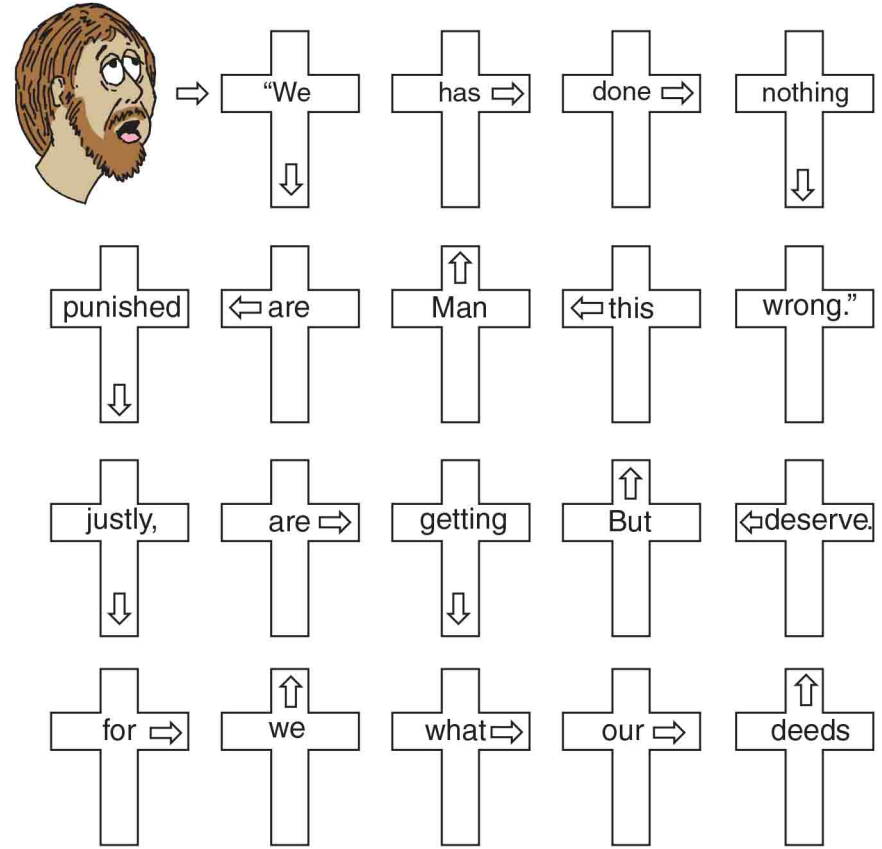 “We has done nothing
punished are Man this wrong.”
justly, are getting But deserve.
for we what our deeds